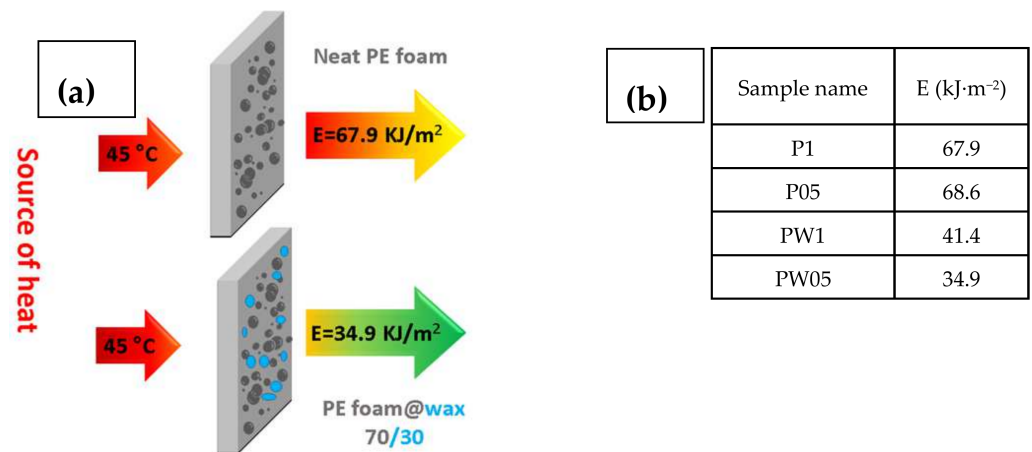 (a)
Source of heat
Neat PE foam
45 °C
E=67.9 KJ/m²
45 °C
E=34.9 KJ/m²
PE foam@wax
70/30
(b)
Sample name E (kJ·m⁻²)
P1 67.9
P05 68.6
PW1 41.4
PW05 34.9